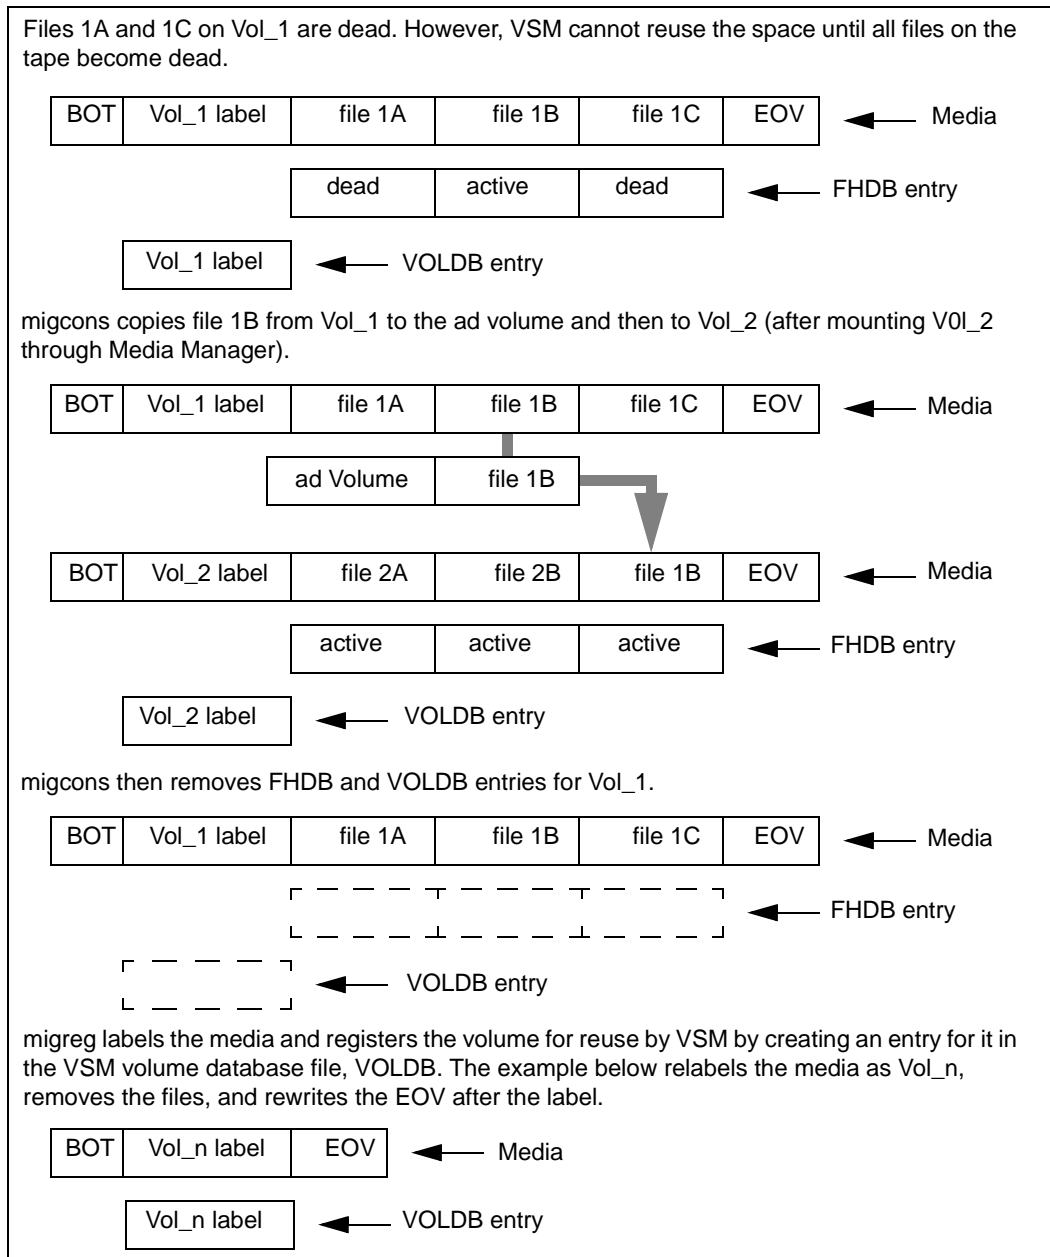 Files 1A and 1C on Vol_1 are dead. However, VSM cannot reuse the space until all files on the
tape become dead.
BOT Vol_1 label file 1A file 1B file 1C EOV Media
dead active dead FHDB entry
Vol_1 label VOLDB entry
migcons copies file 1B from Vol_1 to the ad volume and then to Vol_2 (after mounting V0l_2
through Media Manager).
BOT Vol_1 label file 1A file 1B file 1C EOV Media
ad Volume file 1B
BOT Vol_2 label file 2A file 2B file 1B EOV Media
active active active FHDB entry
Vol_2 label VOLDB entry
migcons then removes FHDB and VOLDB entries for Vol_1.
BOT Vol_1 label file 1A file 1B file 1C EOV Media
FHDB entry
VOLDB entry
migreg labels the media and registers the volume for reuse by VSM by creating an entry for it in
the VSM volume database file, VOLDB. The example below relabels the media as Vol_n,
removes the files, and rewrites the EOV after the label.
BOT Vol_n label EOV Media
Vol_n label VOLDB entry